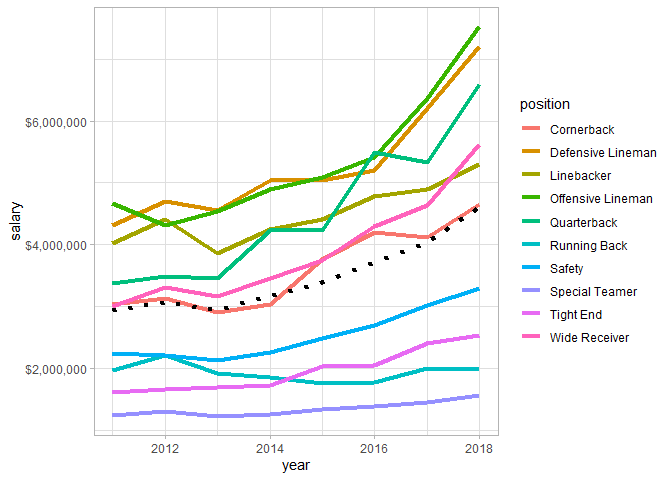 salary
$6,000,000
$4,000,000
$2,000,000
2012 2014 2016 2018
year
position
Cornerback
Defensive Lineman
Linebacker
Offensive Lineman
Quarterback
Running Back
Safety
Special Teamer
Tight End
Wide Receiver